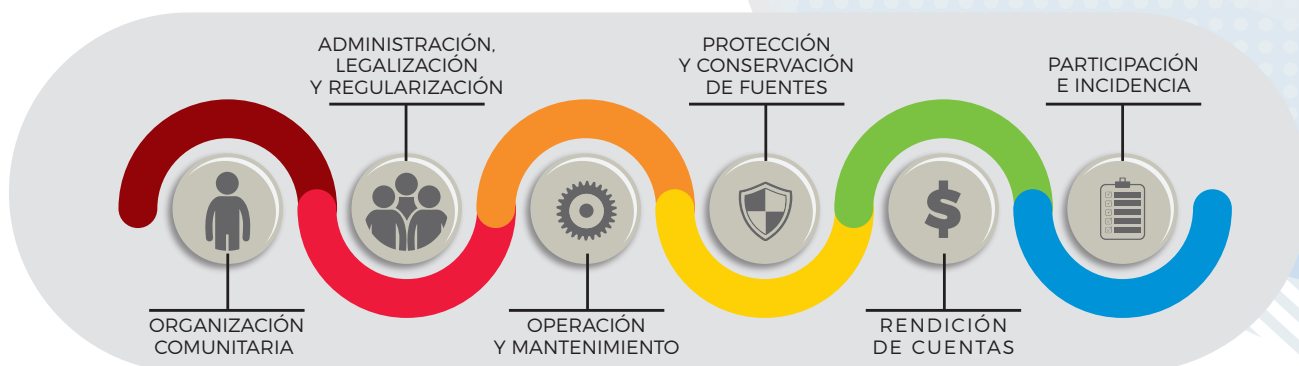 ORGANIZACIÓN
COMUNITARIA
ADMINISTRACIÓN,
LEGALIZACIÓN
Y REGULARIZACIÓN
OPERACIÓN
Y MANTENIMIENTO
PROTECCIÓN
Y CONSERVACIÓN
DE FUENTES
RENDICIÓN
DE CUENTAS
PARTICIPACIÓN
E INCIDENCIA